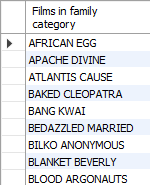 Films in family
category
AFRICAN EGG
APACHE DIVINE
ATLANTIS CAUSE
BAKED CLEOPATRA
BANG KWAI
BEDAZZLED MARRIED
BILKO ANONYMOUS
BLANKET BEVERLY
BLOOD ARGONAUTS